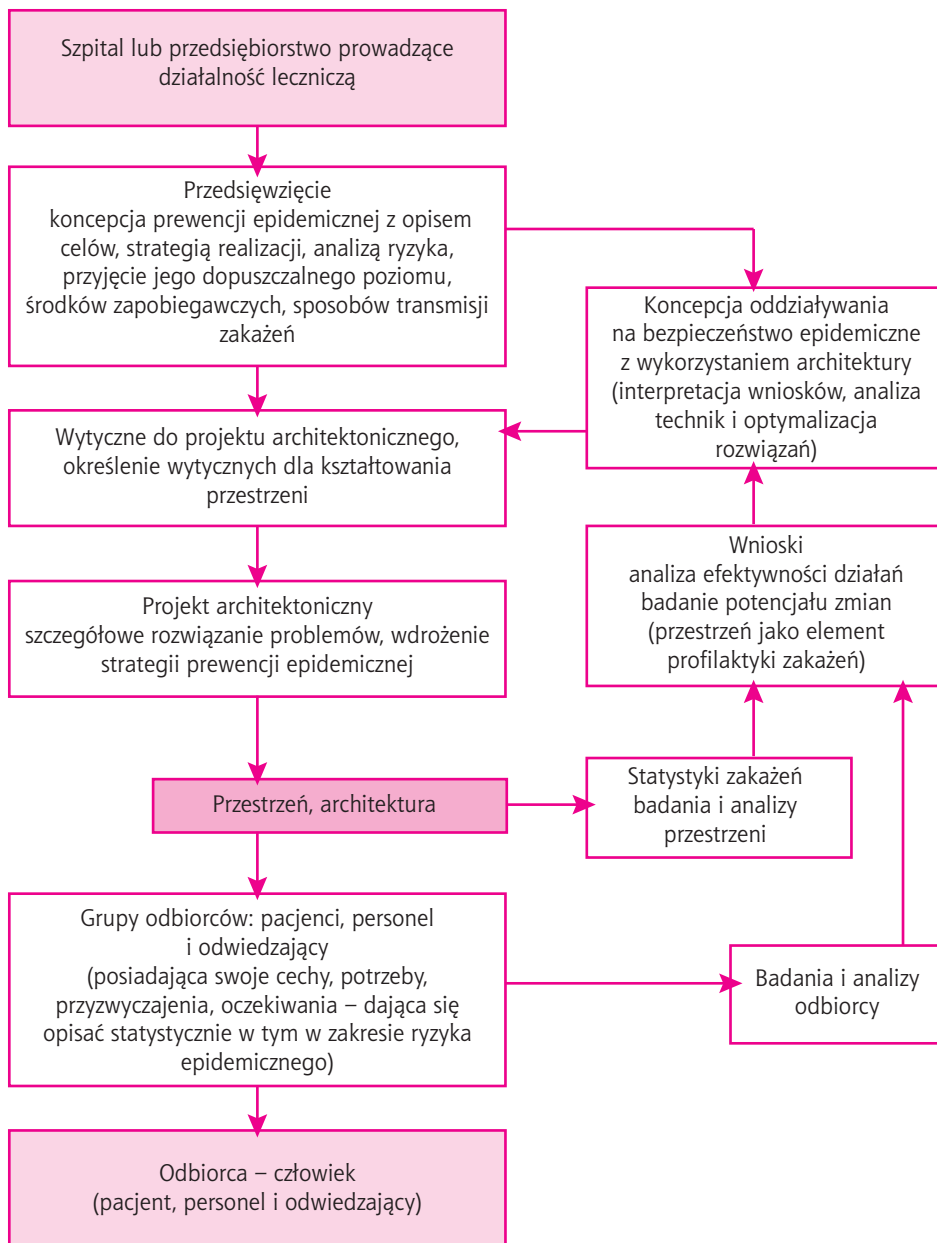 Szpital lub przedsiębiorstwo prowadzące
działalność leczniczą
Przedsięwzięcie
koncepcja prewencji epidemicznej z opisem
celów, strategią realizacji, analizą ryzyka,
przyjęcie jego dopuszczalnego poziomu,
środków zapobiegawczych, sposobów transmisji
zakażeń
Koncepcja oddziaływania
na bezpieczeństwo epidemiczne
z wykorzystaniem architektury
(interpretacja wniosków, analiza
technik i optymalizacja
rozwiązań)
Wytyczne do projektu architektonicznego,
określenie wytycznych dla kształtowania
przestrzeni
Wnioski
analiza efektywności działań
badanie potencjału zmian
(przestrzeń jako element
profilaktyki zakażeń)
Projekt architektoniczny
szczegółowe rozwiązanie problemów, wdrożenie
strategii prewencji epidemicznej
Przestrzeń, architektura
Statystyki zakażeń
badania i analizy
przestrzeni
Grupy odbiorców: pacjenci, personel
i odwiedzający
(posiadająca swoje cechy, potrzeby,
przyzwyczajenia, oczekiwania – dająca się
opisać statystycznie w tym w zakresie ryzyka
epidemicznego)
Badania i analizy
odbiorcy
Odbiorca – człowiek
(pacjent, personel i odwiedzający)